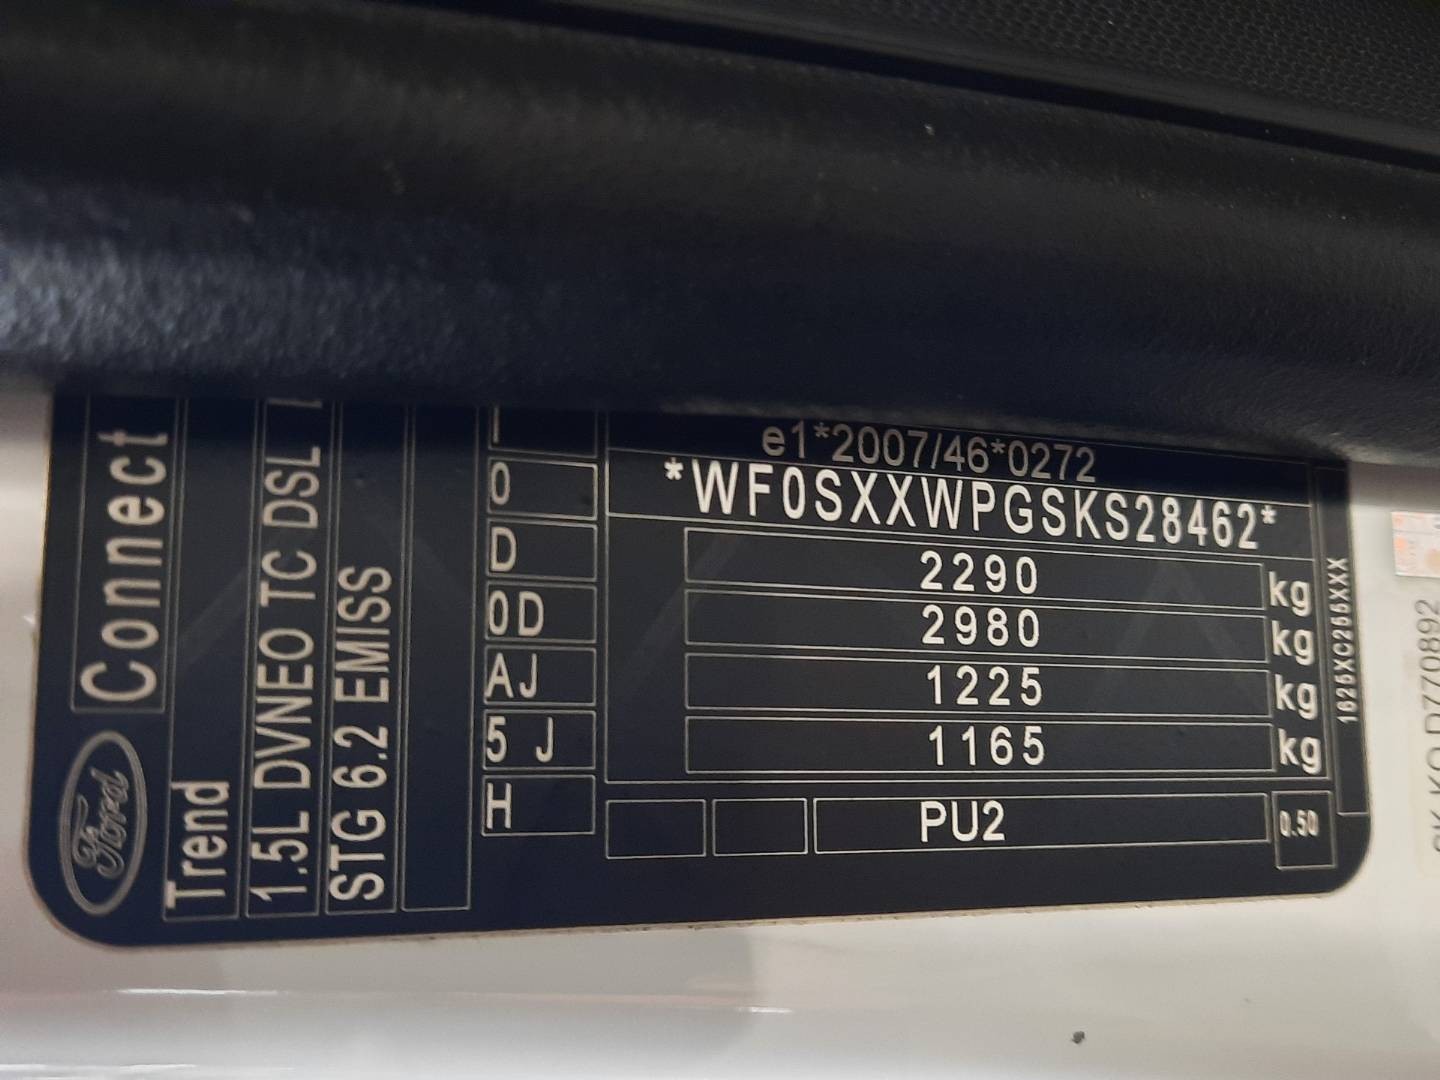 Ford
Connect
Trend
1.5L DVNEO TC DSL
STG 6.2 EMISS
0
D
0D
AJ
5 J
H
e1*2007/46*0272
*WF0SXXWPGSKS28462*
2290 kg
2980 kg
1225 kg
1165 kg
PU2
0.50
1625XC255XXX
D770892